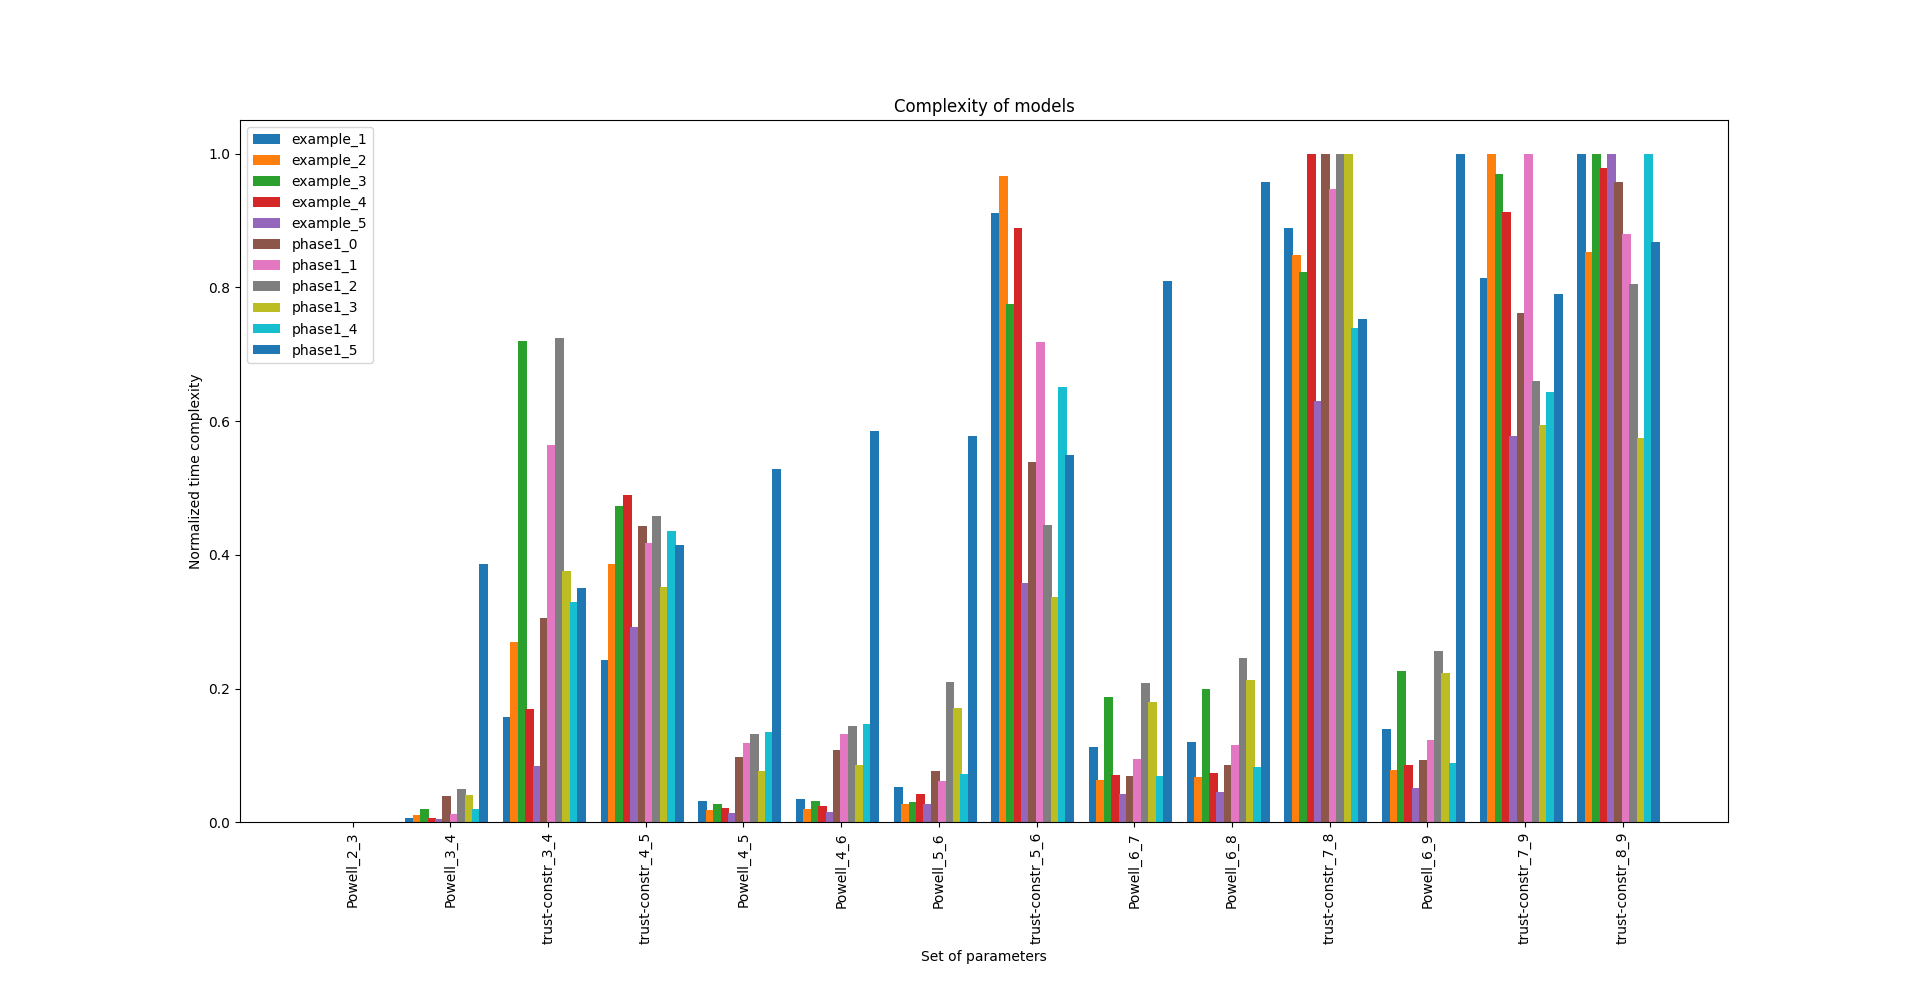 Complexity of models
example_1
example_2
example_3
example_4
example_5
phase1_0
phase1_1
phase1_2
phase1_3
phase1_4
phase1_5
1.0
0.8
0.6
0.4
0.2
0.0
Normalized time complexity
Powell_2_3
Powell_3_4
trust-constr_3_4
trust-constr_4_5
Powell_4_5
Powell_4_6
Powell_5_6
trust-constr_5_6
Powell_6_7
Powell_6_8
trust-constr_7_8
Powell_6_9
trust-constr_7_9
trust-constr_8_9
Set of parameters